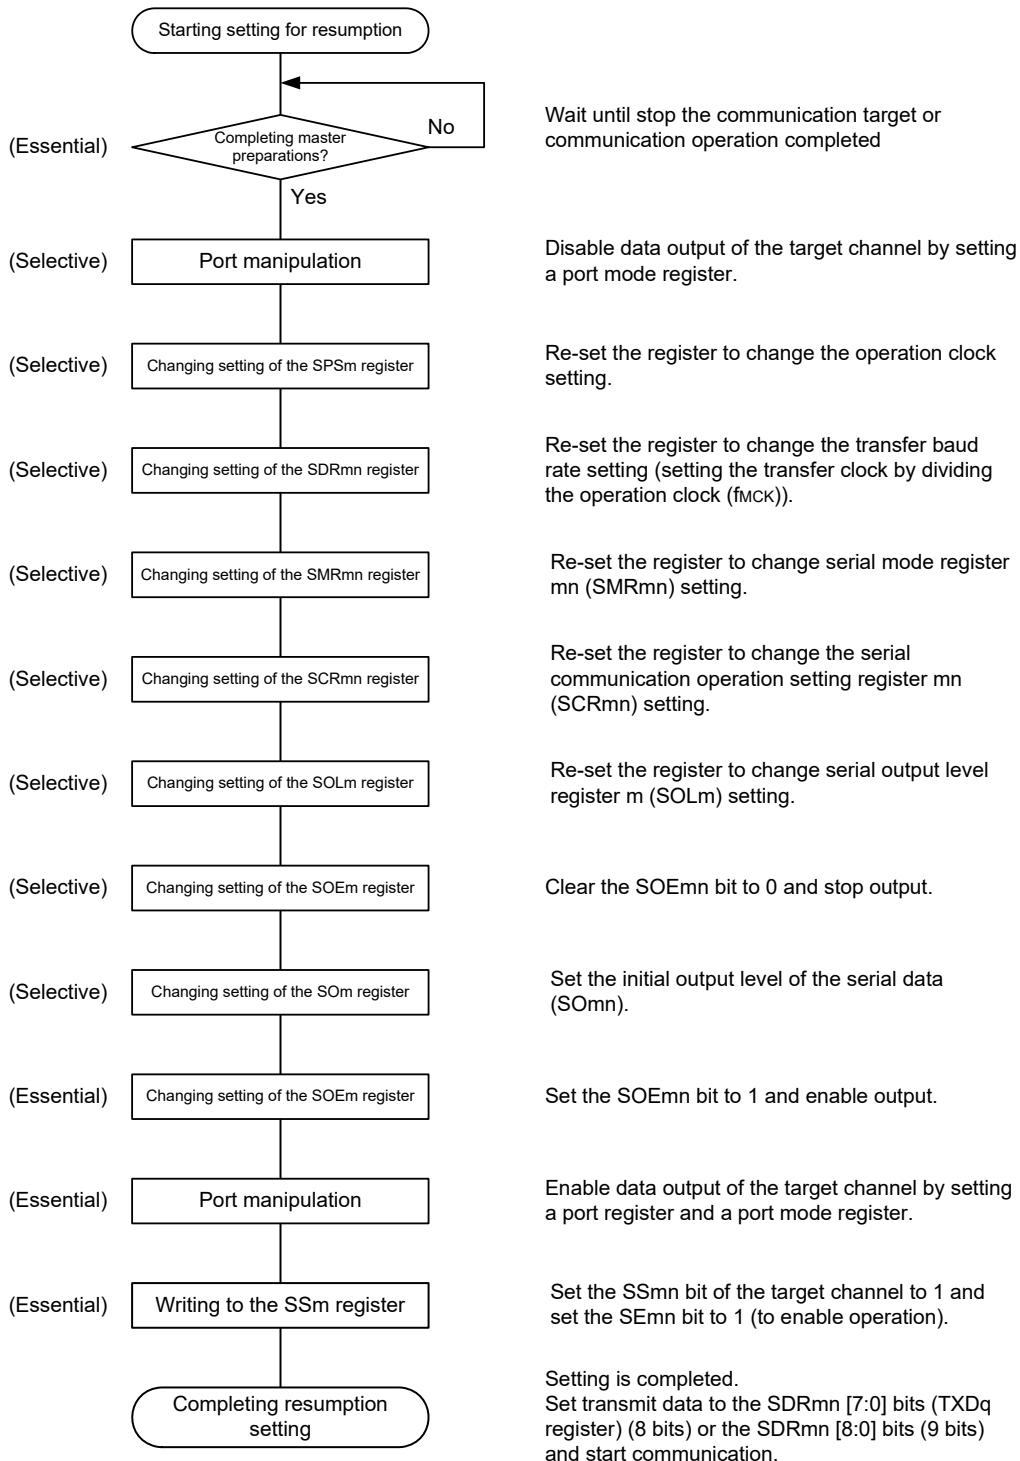 Starting setting for resumption
(Essential)
Completing master
preparations?
No
Wait until stop the communication target or
communication operation completed
Yes
(Selective)
Port manipulation
Disable data output of the target channel by setting
a port mode register.
(Selective)
Changing setting of the SPSm register
Re-set the register to change the operation clock
setting.
(Selective)
Changing setting of the SDRmn register
Re-set the register to change the transfer baud
rate setting (setting the transfer clock by dividing
the operation clock (fMCK)).
(Selective)
Changing setting of the SMRmn register
Re-set the register to change serial mode register
mn (SMRmn) setting.
(Selective)
Changing setting of the SCRmn register
Re-set the register to change the serial
communication operation setting register mn
(SCRmn) setting.
(Selective)
Changing setting of the SOLm register
Re-set the register to change serial output level
register m (SOLm) setting.
(Selective)
Changing setting of the SOEm register
Clear the SOEmn bit to 0 and stop output.
(Selective)
Changing setting of the SOm register
Set the initial output level of the serial data
(SOmn).
(Essential)
Changing setting of the SOEm register
Set the SOEmn bit to 1 and enable output.
(Essential)
Port manipulation
Enable data output of the target channel by setting
a port register and a port mode register.
(Essential)
Writing to the SSm register
Set the SSmn bit of the target channel to 1 and
set the SEmn bit to 1 (to enable operation).
Completing resumption
setting
Setting is completed.
Set transmit data to the SDRmn [7:0] bits (TXDq
register) (8 bits) or the SDRmn [8:0] bits (9 bits)
and start communication.